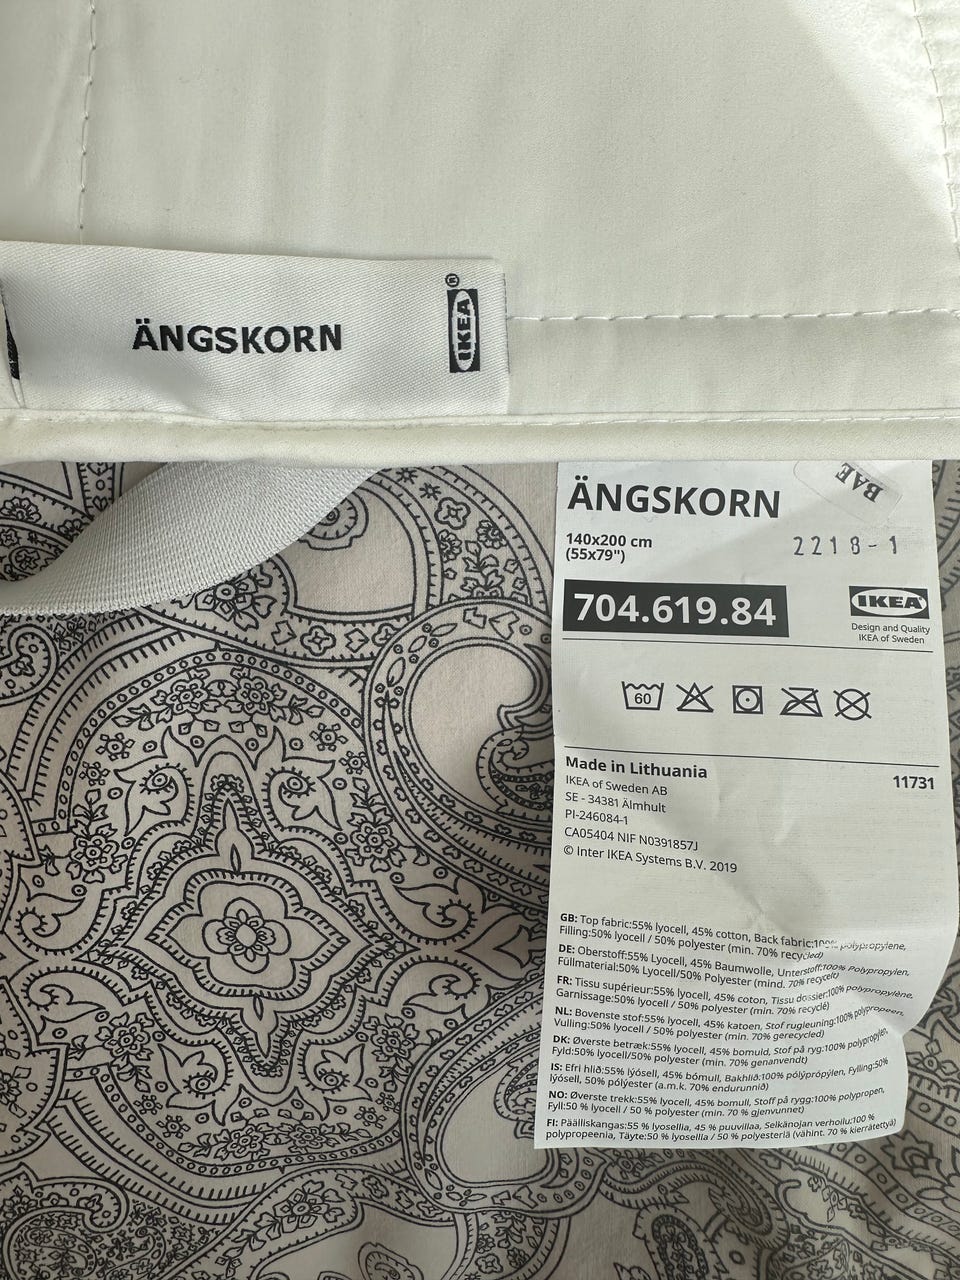 ÄNGSKORN
IKEA®
BAE
ÄNGSKORN
140x200 cm
(55x79")
2218-1
704.619.84
IKEA
Design and Quality
IKEA of Sweden
60
Made in Lithuania
11731
IKEA of Sweden AB
SE - 34381 Älmhult
PI-246084-1
CA05404 NIF N0391857J
© Inter IKEA Systems B.V. 2019
GB: Top fabric:55% lyocell, 45% cotton, Back fabric:100% polypropylene,
Filling:50% lyocell / 50% polyester (min. 70% recycled)
DE: Oberstoff:55% Lyocell, 45% Baumwolle, Unterstoff:100% Polypropylen,
Füllmaterial:50% Lyocell/50% Polyester (mind. 70% recycelt)
FR: Tissu supérieur:55% lyocell, 45% coton, Tissu dossier:100% polypropylène,
Garnissage:50% lyocell / 50% polyester (min. 70% recyclé)
NL: Bovenste stof:55% lyocell, 45% katoen, Stof rugleuning:100% polypropeen,
Vulling:50% lyocell / 50% polyester (min. 70% gerecycled)
DK: Øverste betræk:55% lyocell, 45% bomuld, Stof på ryg:100% polypropylen,
Fyld:50% lyocell/50% polyester (min. 70% genanvendt)
IS: Efri hlið:55% lýósell, 45% bómull, Bakhlið:100% pólýprópýlen, Fylling:50%
lýósell, 50% pólýester (a.m.k. 70% endurunnið)
NO: Øverste trekk:55% lyocell, 45% bomull, Stoff på rygg:100% polypropen,
Fyll:50 % lyocell / 50 % polyester (min. 70 % gjenvunnet)
FI: Päälliskangas:55 % lyosellia, 45 % puuvillaa, Selkänojan verhoilu:100 %
polypropeenia, Täyte:50 % lyosellia / 50 % polyesteriä (vähint. 70 % kierrätettyä)